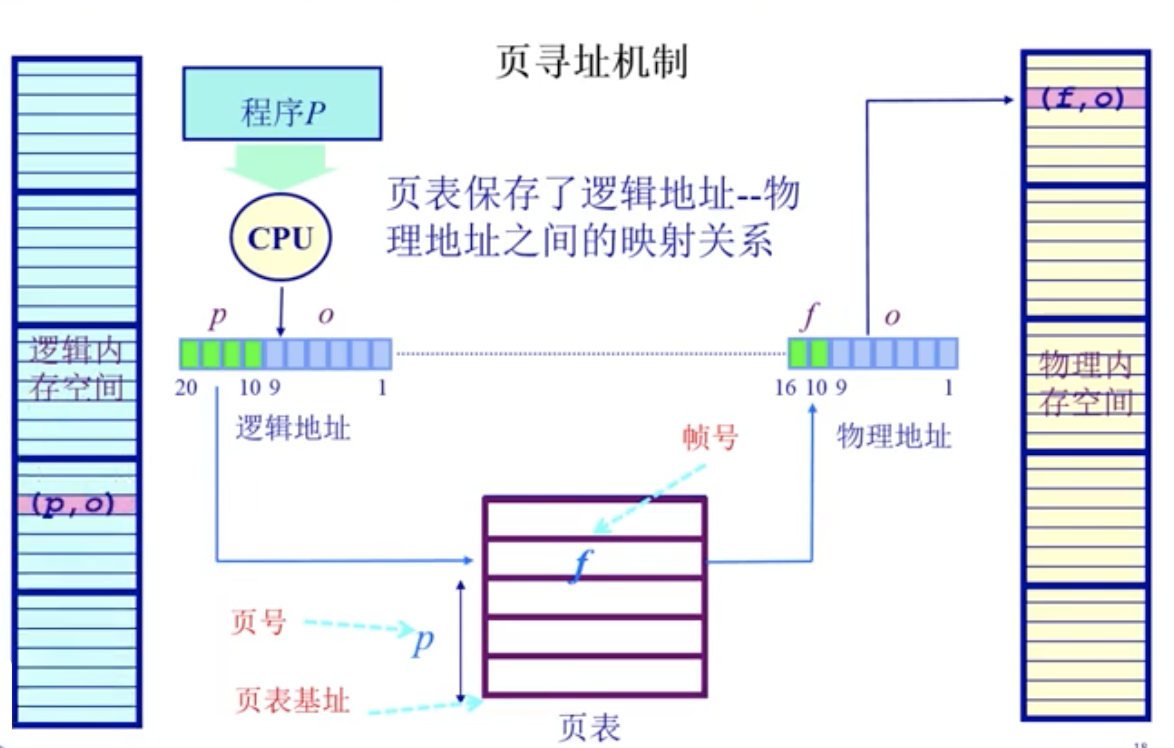 页寻址机制
程序P
CPU
页表保存了逻辑地址--物
理地址之间的映射关系
(f,o)
p o
20 10 9 1
逻辑地址
f o
16 10 9 1
物理地址
逻辑内
存空间
物理内
存空间
(p,o)
帧号
f
页号
p
页表基址
页表
18